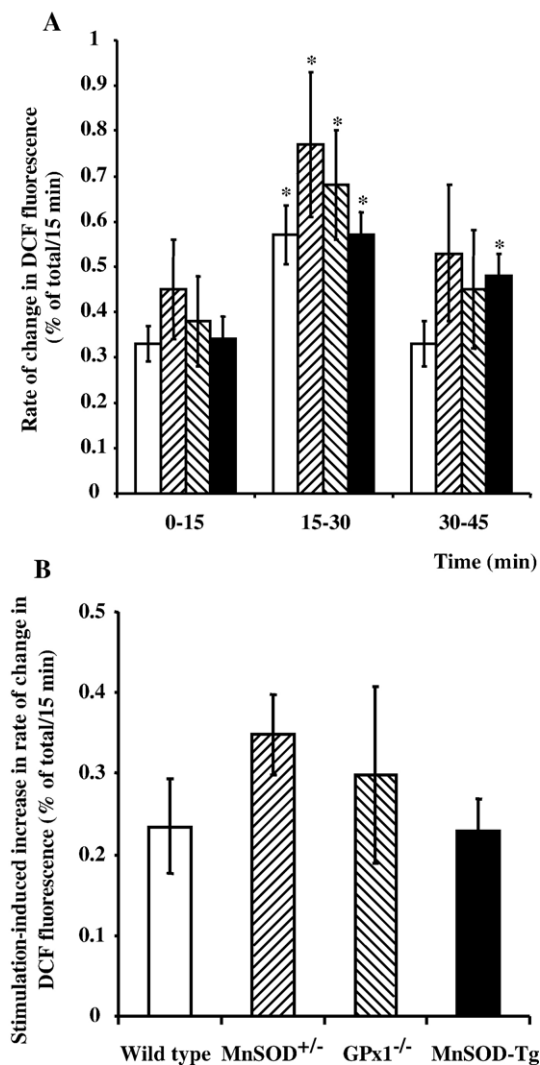 A
Rate of change in DCF fluorescence
(% of total/15 min)
1
0.9
0.8
0.7
0.6
0.5
0.4
0.3
0.2
0.1
0
*
*
*
*
*
0-15
15-30
30-45
Time (min)
B
Stimulation-induced increase in rate of change in
DCF fluorescence (% of total/15 min)
0.5
0.4
0.3
0.2
0.1
0
Wild type
MnSOD+/-
GPx1-/-
MnSOD-Tg